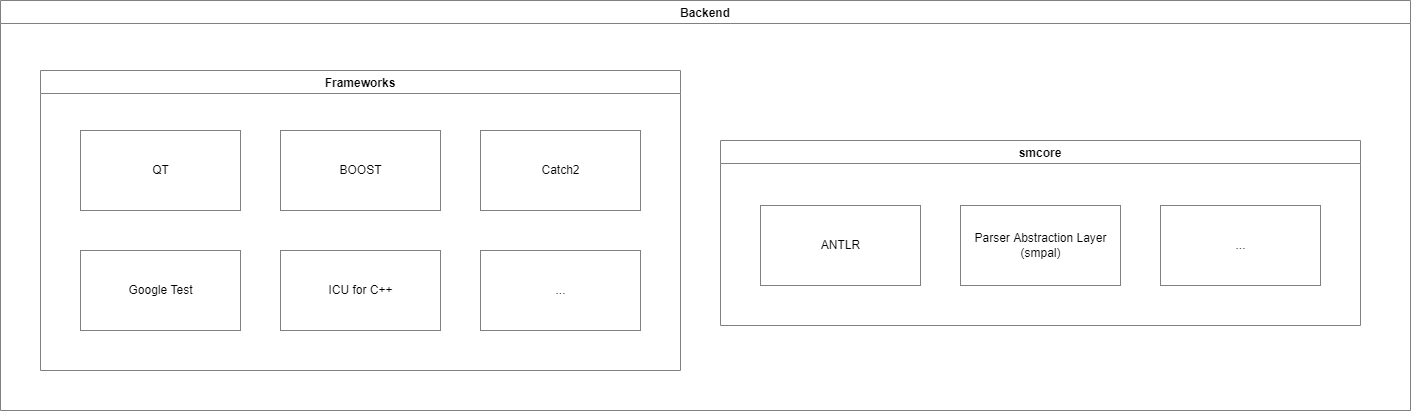 Backend
Frameworks
QT
BOOST
Catch2
Google Test
ICU for C++
...
smcore
ANTLR
Parser Abstraction Layer
(smpal)
...